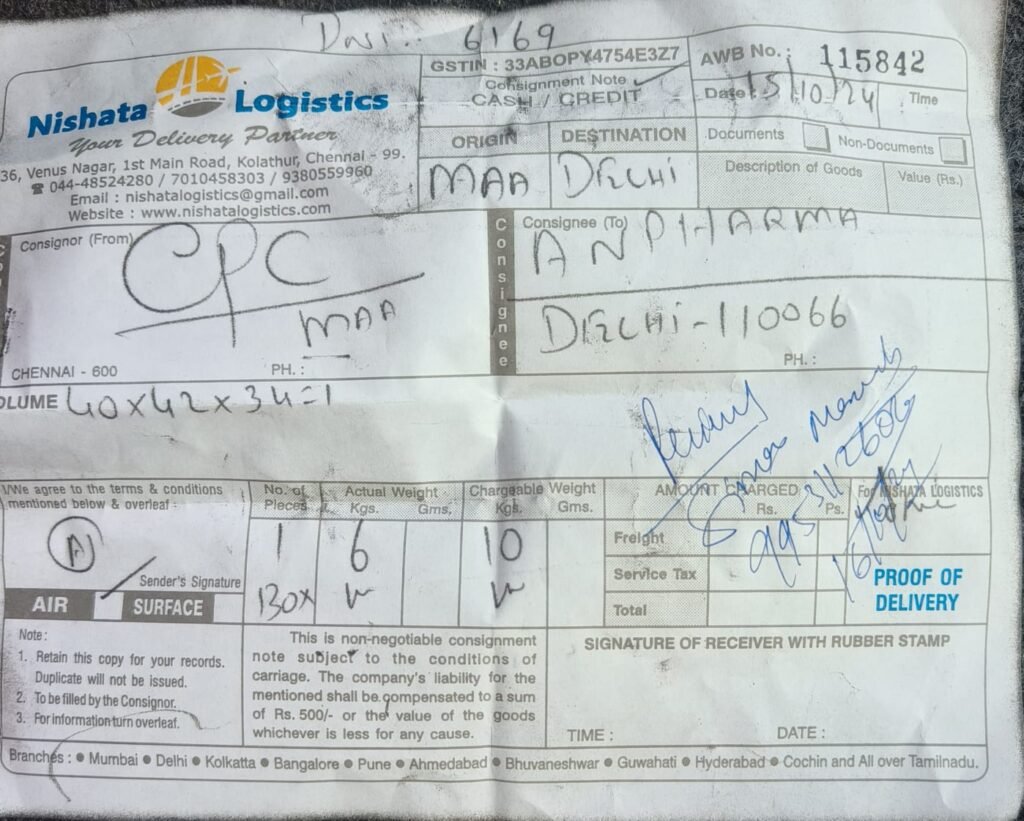 6169
Nishata Logistics
Your Delivery Partner
36, Venus Nagar, 1st Main Road, Kolathur, Chennai - 99.
☎ 044-48524280 / 7010458303 / 9380559960
Email : nishatalogistics@gmail.com
Website : www.nishatalogistics.com
GSTIN : 33ABOPY4754E3Z7
Consignment Note
CASH / CREDIT
AWB No. : 115842
Date 15/10/24 Time
ORIGIN DESTINATION
MAA DELHI
Documents Non-Documents
Description of Goods Value (Rs.)
Consignor (From)
CPC
MAA
CHENNAI - 600 PH. :
Consignee
Consignee (To)
AN PHARMA
DELHI - 110066
PH. :
OLUME 40x42x34=1
I/We agree to the terms & conditions
mentioned below & overleaf :
Sender's Signature
AIR SURFACE
No. of Pieces Actual Weight Kgs. Gms. Chargeable Weight Kgs. Gms.
1 6 10
BOX
AMOUNT CHARGED
Rs. Ps.
Freight
Service Tax
Total
For NISHATA LOGISTICS
PROOF OF
DELIVERY
Note :
1. Retain this copy for your records.
Duplicate will not be issued.
2. To be filled by the Consignor.
3. For information turn overleaf.
This is non-negotiable consignment
note subject to the conditions of
carriage. The company's liability for the
mentioned shall be compensated to a sum
of Rs. 500/- or the value of the goods
whichever is less for any cause.
SIGNATURE OF RECEIVER WITH RUBBER STAMP
TIME : DATE :
Branches : ● Mumbai ● Delhi ● Kolkatta ● Bangalore ● Pune ● Ahmedabad ● Bhuvaneshwar ● Guwahati ● Hyderabad ● Cochin and All over Tamilnadu.